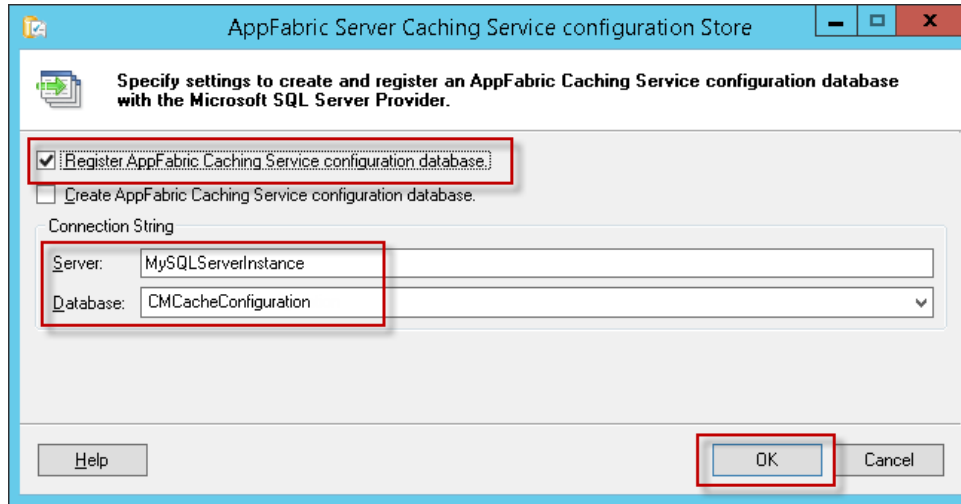 AppFabric Server Caching Service configuration Store
Specify settings to create and register an AppFabric Caching Service configuration database
with the Microsoft SQL Server Provider.
Register AppFabric Caching Service configuration database.
Create AppFabric Caching Service configuration database.
Connection String
Server: MySQLServerInstance
Database: CMCacheConfiguration
Help OK Cancel